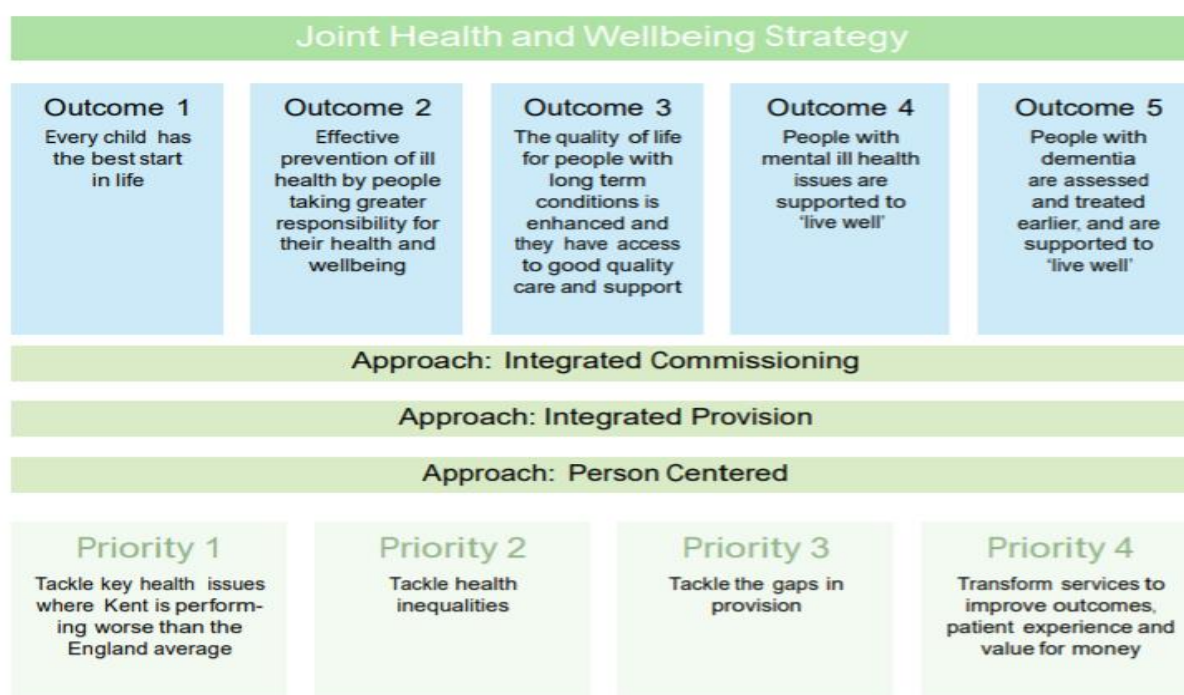 Joint Health and Wellbeing Strategy
Outcome 1
Every child has
the best start
in life
Outcome 2
Effective
prevention of ill
health by people
taking greater
responsibility for
their health and
wellbeing
Outcome 3
The quality of life
for people with
long term
conditions is
enhanced and
they have access
to good quality
care and support
Outcome 4
People with
mental ill health
issues are
supported to
‘live well’
Outcome 5
People with
dementia
are assessed
and treated
earlier, and are
supported to
‘live well’
Approach: Integrated Commissioning
Approach: Integrated Provision
Approach: Person Centered
Priority 1
Tackle key health issues
where Kent is perform-
ing worse than the
England average
Priority 2
Tackle health
inequalities
Priority 3
Tackle the gaps in
provision
Priority 4
Transform services to
improve outcomes,
patient experience and
value for money